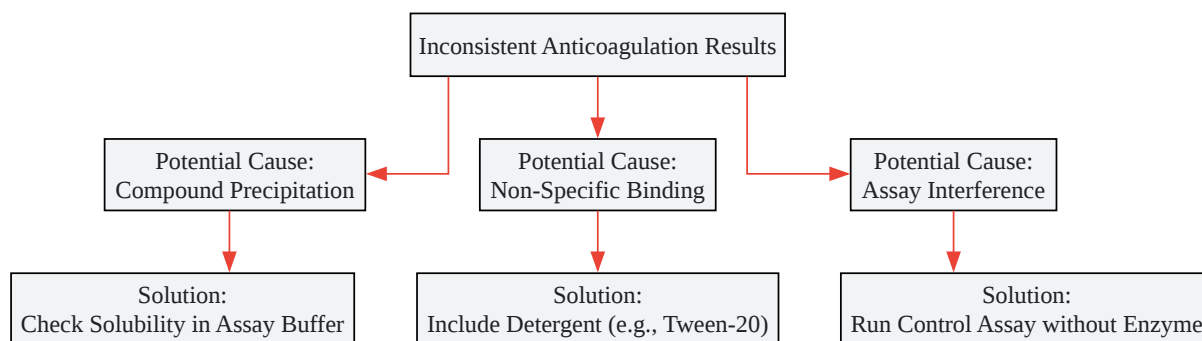 Inconsistent Anticoagulation Results
Potential Cause:
Compound Precipitation
Potential Cause:
Non-Specific Binding
Potential Cause:
Assay Interference
Solution:
Check Solubility in Assay Buffer
Solution:
Include Detergent (e.g., Tween-20)
Solution:
Run Control Assay without Enzyme